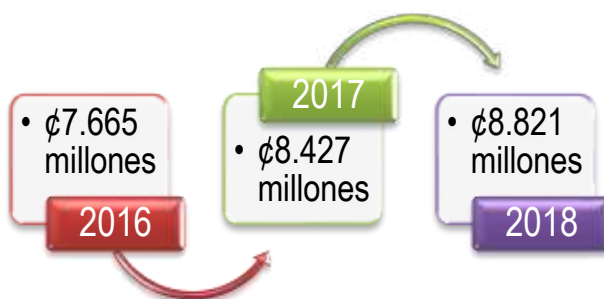 • ₡7.665
millones
2016
2017
• ₡8.427
millones
• ₡8.821
millones
2018